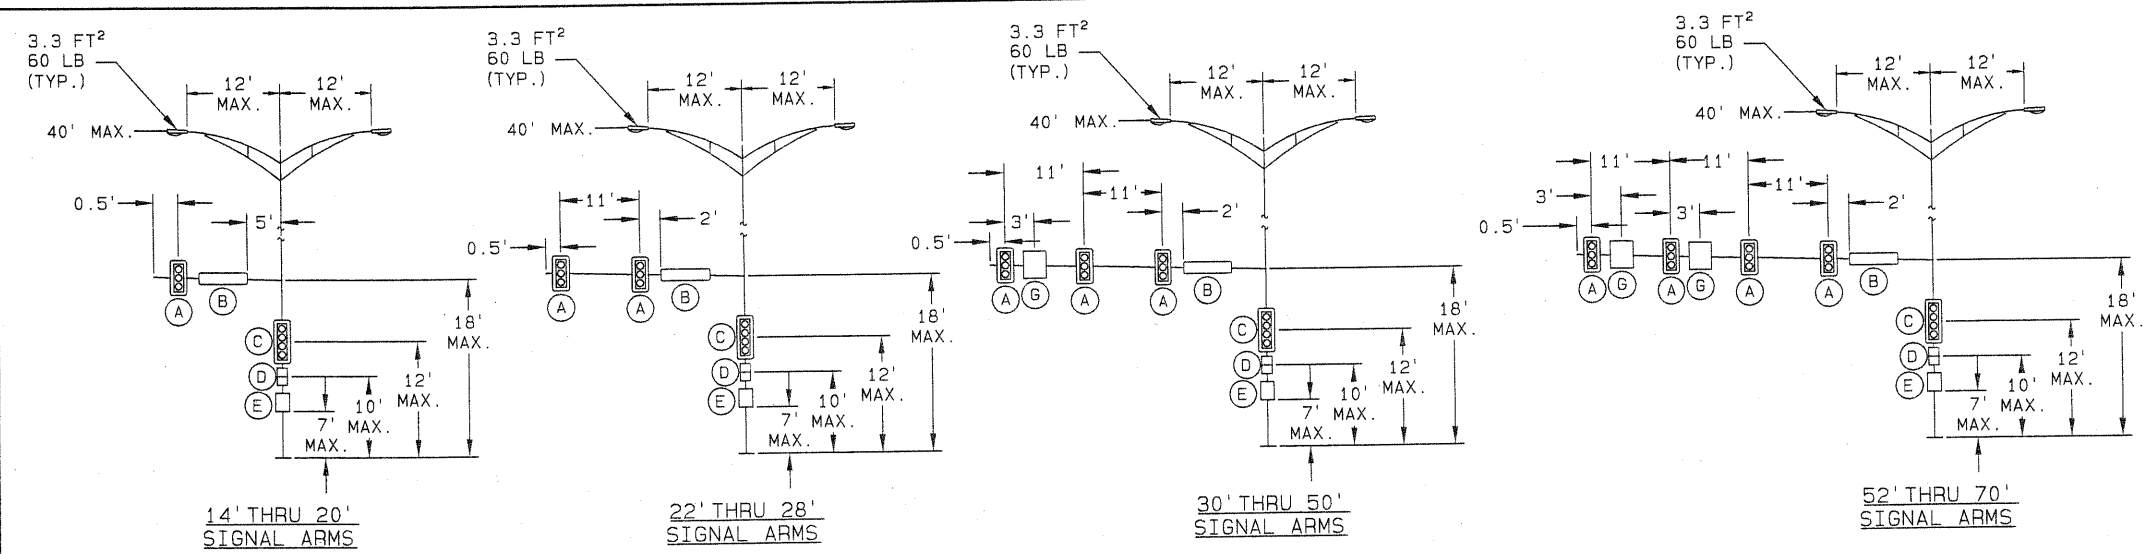 3.3 FT²
60 LB
(TYP.)
12'
MAX.
12'
MAX.
40' MAX.
0.5'
5'
A
B
C
D
E
18'
MAX.
12'
MAX.
10'
MAX.
7'
MAX.
14' THRU 20'
SIGNAL ARMS
3.3 FT²
60 LB
(TYP.)
12'
MAX.
12'
MAX.
40' MAX.
11'
2'
0.5'
A
A
B
C
D
E
18'
MAX.
12'
MAX.
10'
MAX.
7'
MAX.
22' THRU 28'
SIGNAL ARMS
3.3 FT²
60 LB
(TYP.)
12'
MAX.
12'
MAX.
40' MAX.
11'
11'
3'
2'
0.5'
A
G
A
A
B
C
D
E
18'
MAX.
12'
MAX.
10'
MAX.
7'
MAX.
30' THRU 50'
SIGNAL ARMS
3.3 FT²
60 LB
(TYP.)
12'
MAX.
12'
MAX.
40' MAX.
11'
11'
11'
3'
3'
2'
0.5'
A
G
A
G
A
A
B
C
D
E
18'
MAX.
12'
MAX.
10'
MAX.
7'
MAX.
52' THRU 70'
SIGNAL ARMS